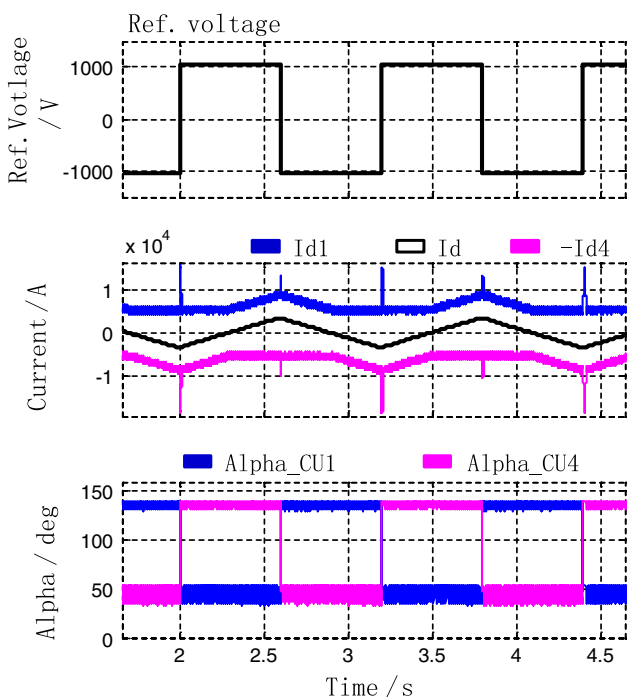 Ref. voltage
Ref. Votlage / V
1000
0
-1000
x 10^4
Id1
Id
-Id4
Current / A
1
0
-1
Alpha_CU1
Alpha_CU4
Alpha / deg
150
100
50
0
2
2.5
3
3.5
4
4.5
Time / s